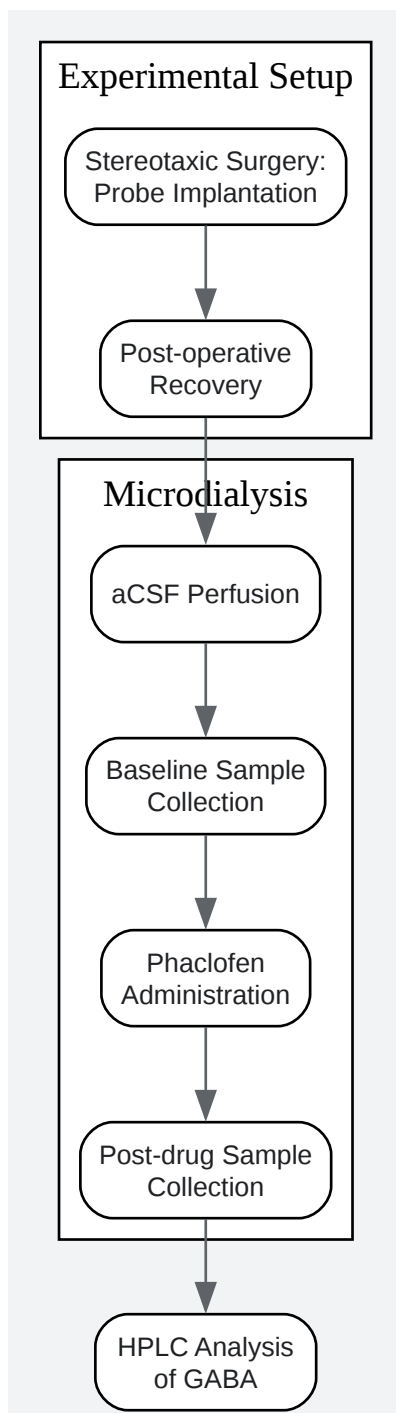 Experimental Setup
Stereotaxic Surgery:
Probe Implantation
Post-operative
Recovery
Microdialysis
aCSF Perfusion
Baseline Sample
Collection
Phaclofen
Administration
Post-drug Sample
Collection
HPLC Analysis
of GABA